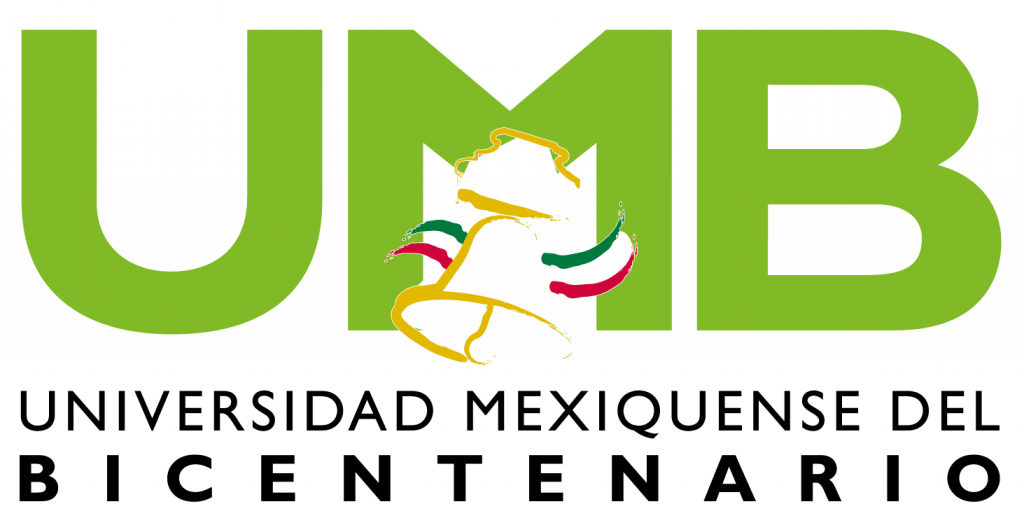 UMB
UNIVERSIDAD MEXIQUENSE DEL
BICENTENARIO